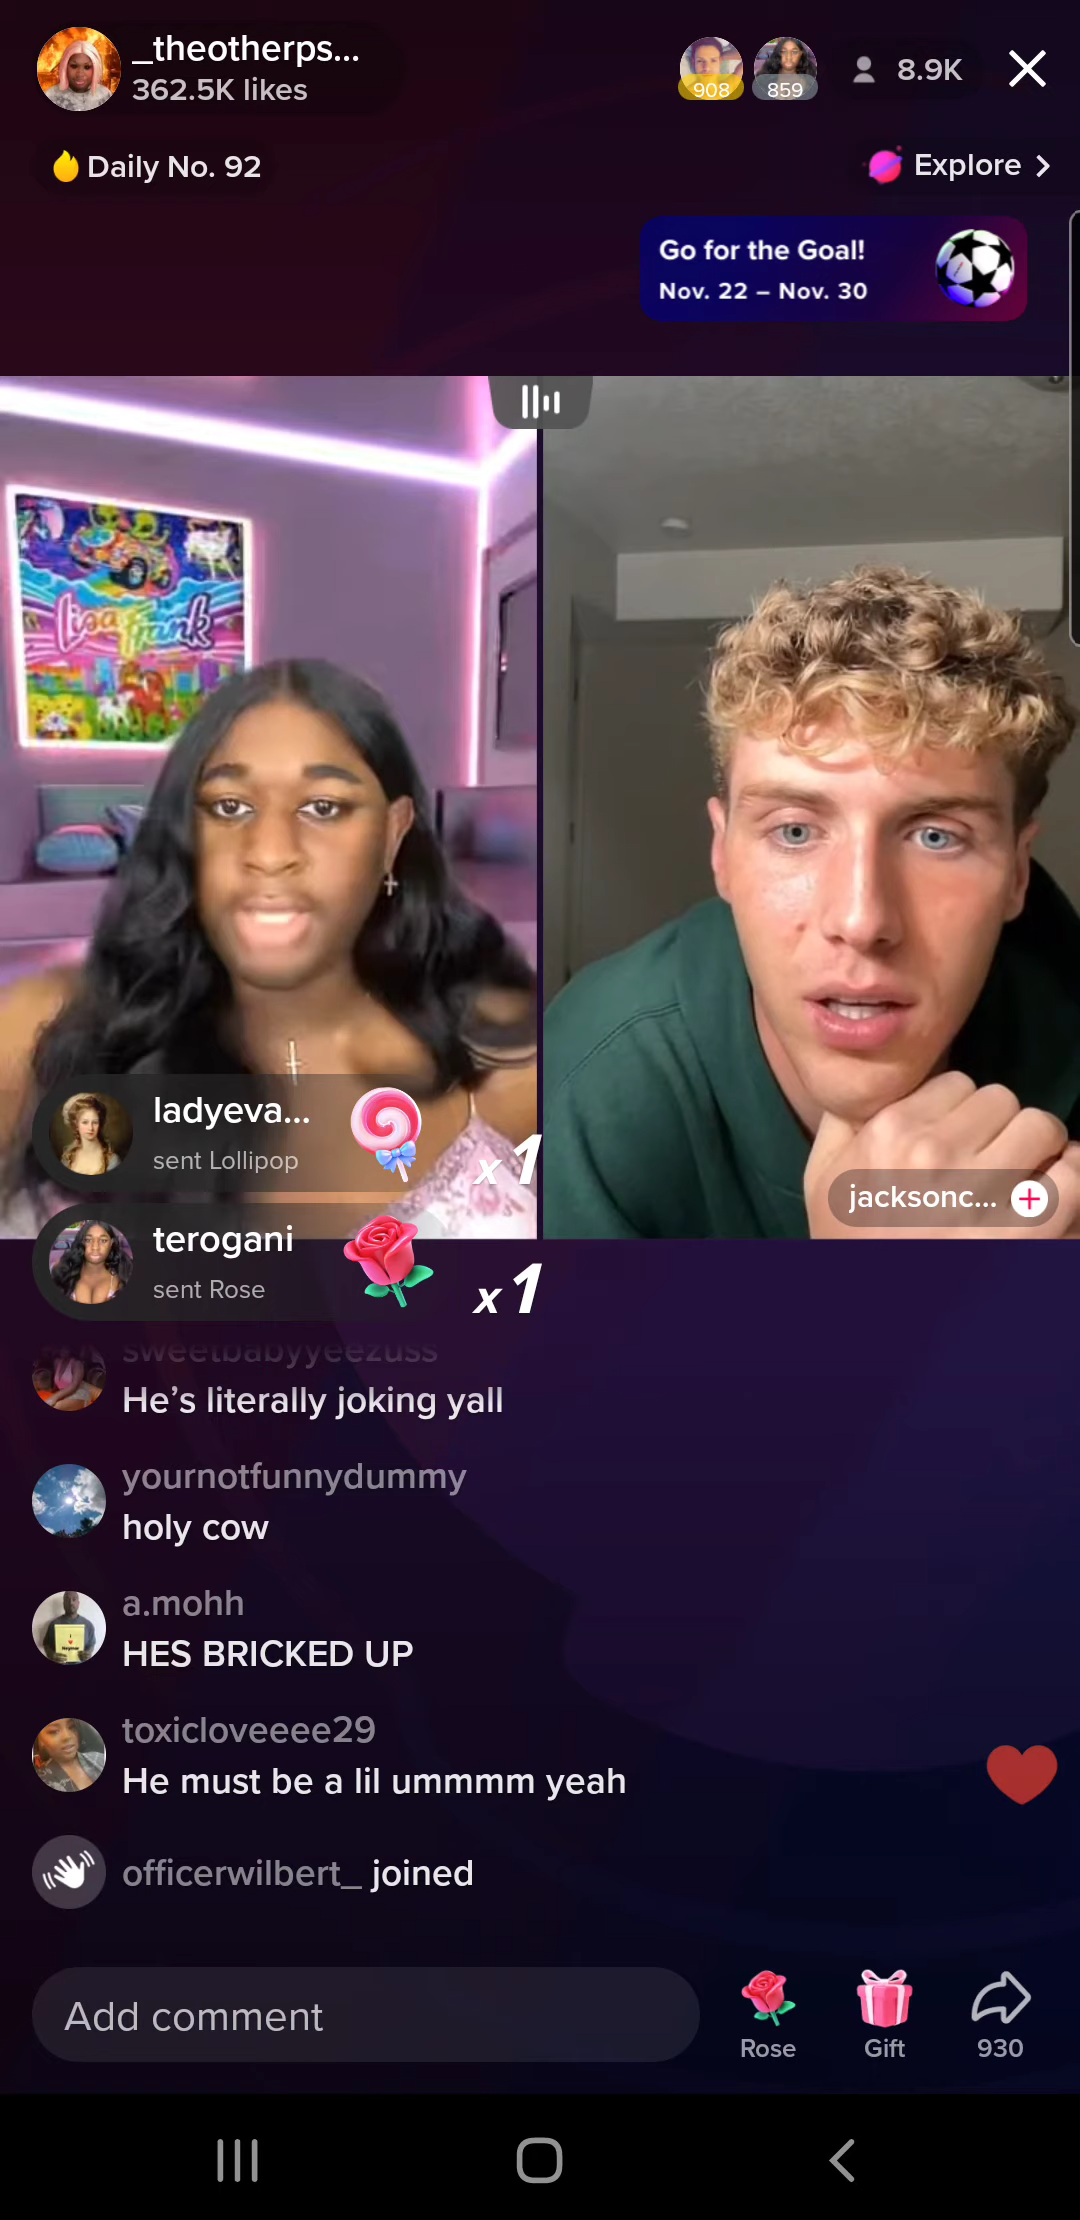 _theotherps...
362.5K likes
908
859
8.9K
Daily No. 92
Explore
Go for the Goal!
Nov. 22 – Nov. 30
Lisa Frank
ladyeva...
sent Lollipop
x1
jacksonc...
terogani
sent Rose
x1
sweetbabyyeezuss
He’s literally joking yall
yournotfunnydummy
holy cow
a.mohh
HES BRICKED UP
toxicloveeee29
He must be a lil ummmm yeah
officerwilbert_ joined
Add comment
Rose
Gift
930